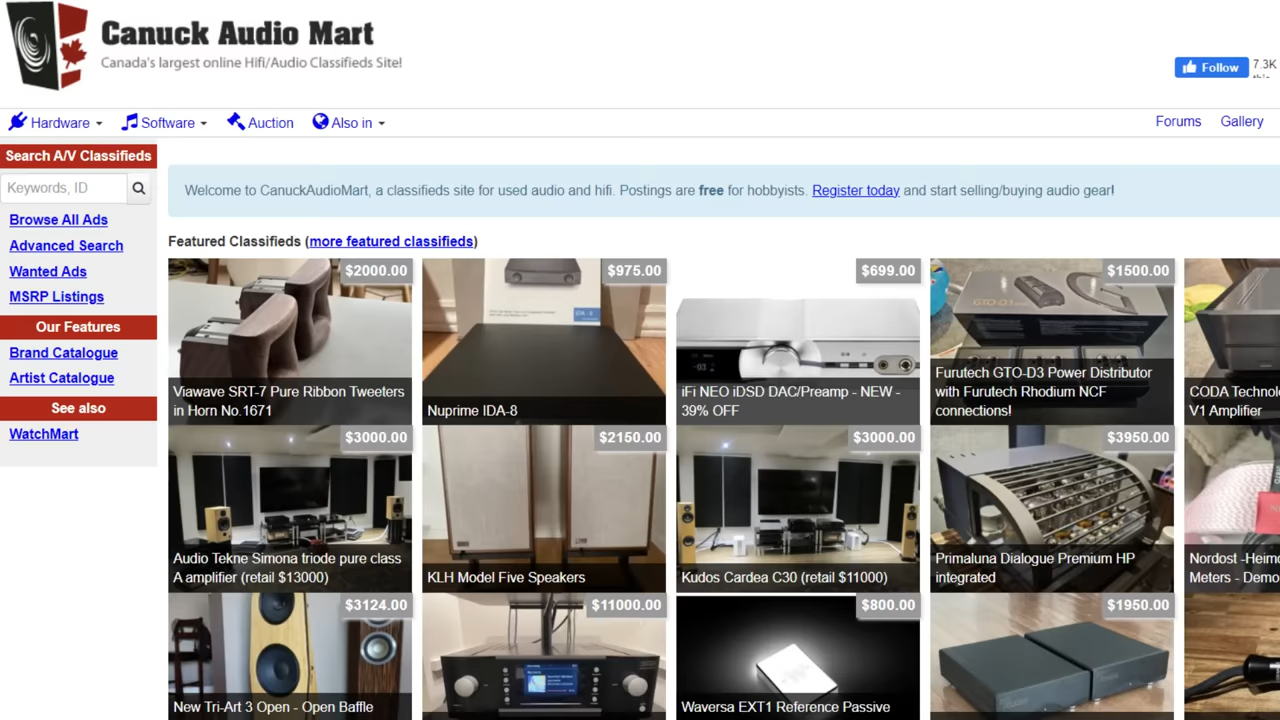 Canuck Audio Mart
Canada's largest online Hifi/Audio Classifieds Site!
Follow
7.3K
Hardware
Software
Auction
Also in
Forums
Gallery
Search A/V Classifieds
Keywords, ID
Browse All Ads
Advanced Search
Wanted Ads
MSRP Listings
Our Features
Brand Catalogue
Artist Catalogue
See also
WatchMart
Welcome to CanuckAudioMart, a classifieds site for used audio and hifi. Postings are free for hobbyists. Register today and start selling/buying audio gear!
Featured Classifieds (more featured classifieds)
$2000.00
Viawave SRT-7 Pure Ribbon Tweeters
in Horn No.1671
$975.00
Nuprime IDA-8
$699.00
iFi NEO iDSD DAC/Preamp - NEW -
39% OFF
$1500.00
GTO-D3
Furutech GTO-D3 Power Distributor
with Furutech Rhodium NCF
connections!
CODA Technol
V1 Amplifier
$3000.00
Audio Tekne Simona triode pure class
A amplifier (retail $13000)
$2150.00
KLH Model Five Speakers
$3000.00
Kudos Cardea C30 (retail $11000)
$3950.00
Primaluna Dialogue Premium HP
integrated
Nordost -Heim
Meters - Demo
$3124.00
New Tri-Art 3 Open - Open Baffle
$11000.00
$800.00
Waversa EXT1 Reference Passive
$1950.00